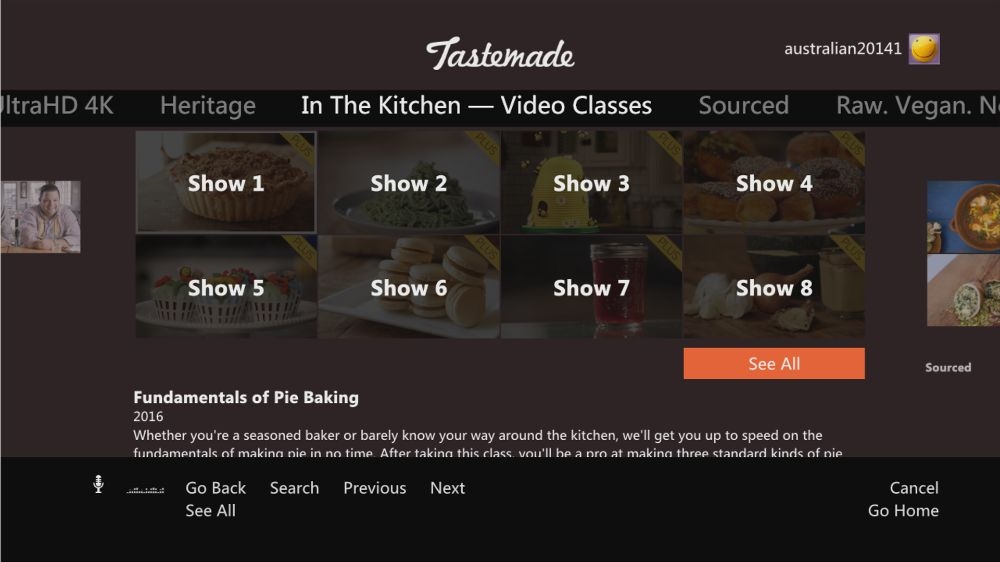 Tastemade
australian20141
UltraHD 4K
Heritage
In The Kitchen — Video Classes
Sourced
Raw. Vegan.
Show 1
PLUS
Show 2
PLUS
Show 3
PLUS
Show 4
PLUS
Show 5
PLUS
Show 6
PLUS
Show 7
PLUS
Show 8
PLUS
See All
Sourced
Fundamentals of Pie Baking
2016
Whether you're a seasoned baker or barely know your way around the kitchen, we'll get you up to speed on the
fundamentals of making pie in no time. After taking this class, you'll be a pro at making three standard kinds of pie
Go Back
Search
Previous
Next
Cancel
See All
Go Home